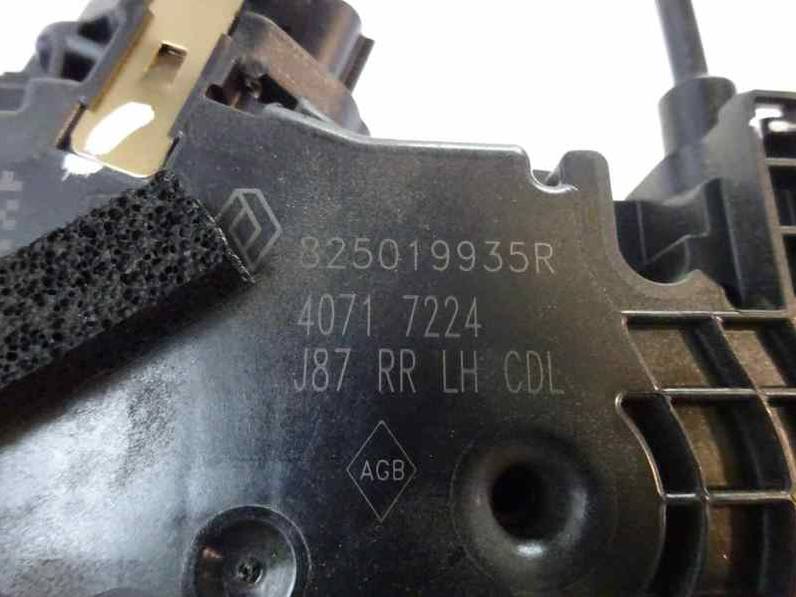 825019935R
4071 7224
J87 RR LH CDL
AGB